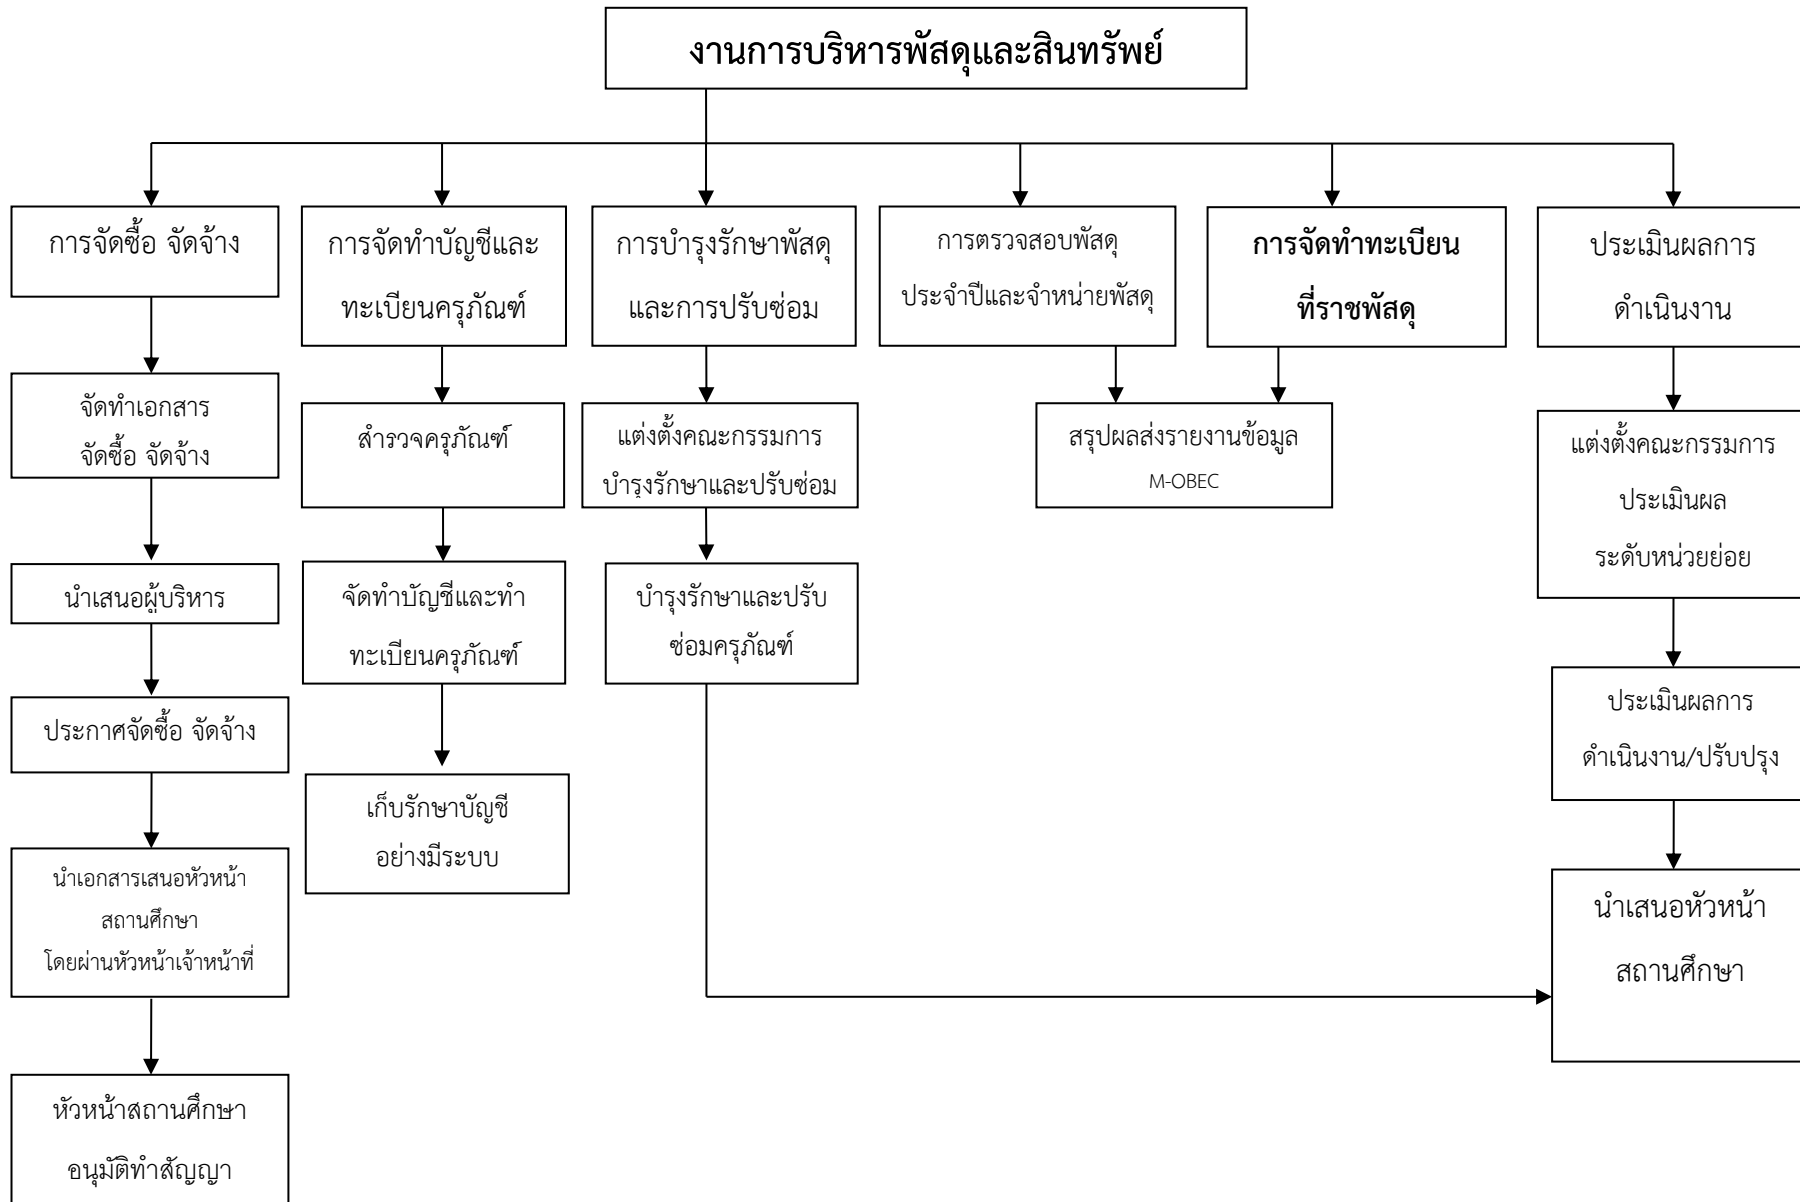 งานการบริหารพัสดุและสินทรัพย์
การจัดซื้อ จัดจ้าง
จัดทำเอกสาร
จัดซื้อ จัดจ้าง
นำเสนอผู้บริหาร
ประกาศจัดซื้อ จัดจ้าง
นำเอกสารเสนอหัวหน้า
สถานศึกษา
โดยผ่านหัวหน้าเจ้าหน้าที่
หัวหน้าสถานศึกษา
อนุมัติทำสัญญา
การจัดทำบัญชีและ
ทะเบียนครุภัณฑ์
สำรวจครุภัณฑ์
จัดทำบัญชีและทำ
ทะเบียนครุภัณฑ์
เก็บรักษาบัญชี
อย่างมีระบบ
การบำรุงรักษาพัสดุ
และการปรับซ่อม
แต่งตั้งคณะกรรมการ
บำรุงรักษาและปรับซ่อม
บำรุงรักษาและปรับ
ซ่อมครุภัณฑ์
การตรวจสอบพัสดุ
ประจำปีและจำหน่ายพัสดุ
การจัดทำทะเบียน
ที่ราชพัสดุ
สรุปผลส่งรายงานข้อมูล
M-OBEC
ประเมินผลการ
ดำเนินงาน
แต่งตั้งคณะกรรมการ
ประเมินผล
ระดับหน่วยย่อย
ประเมินผลการ
ดำเนินงาน/ปรับปรุง
นำเสนอหัวหน้า
สถานศึกษา